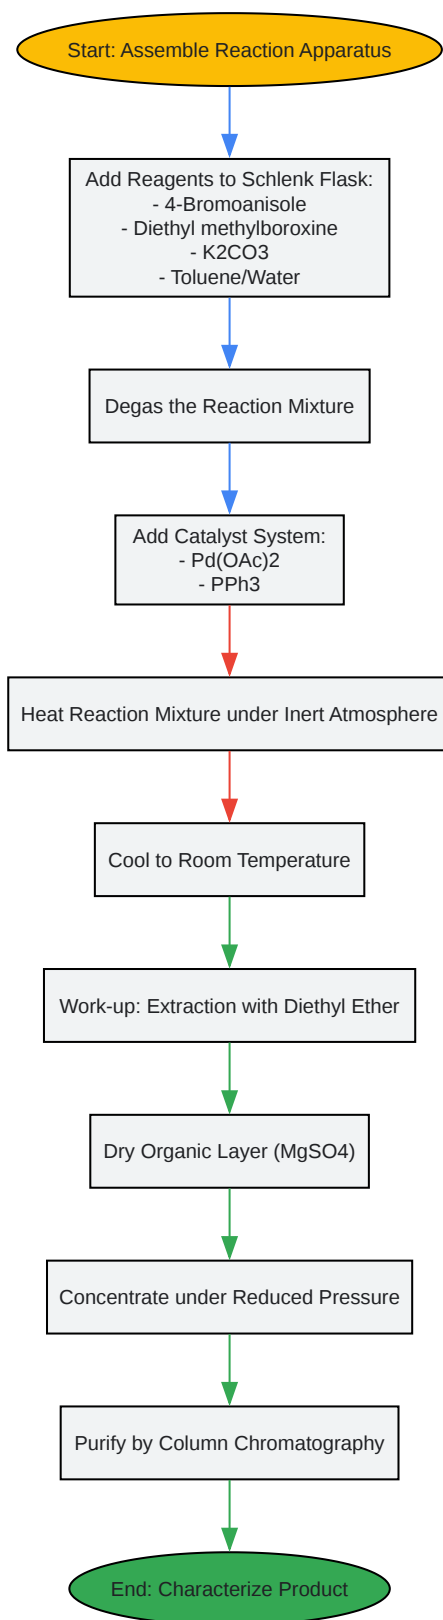 Start: Assemble Reaction Apparatus
Add Reagents to Schlenk Flask:
- 4-Bromoanisole
- Diethyl methylboroxine
- K2CO3
- Toluene/Water
Degas the Reaction Mixture
Add Catalyst System:
- Pd(OAc)2
- PPh3
Heat Reaction Mixture under Inert Atmosphere
Cool to Room Temperature
Work-up: Extraction with Diethyl Ether
Dry Organic Layer (MgSO4)
Concentrate under Reduced Pressure
Purify by Column Chromatography
End: Characterize Product